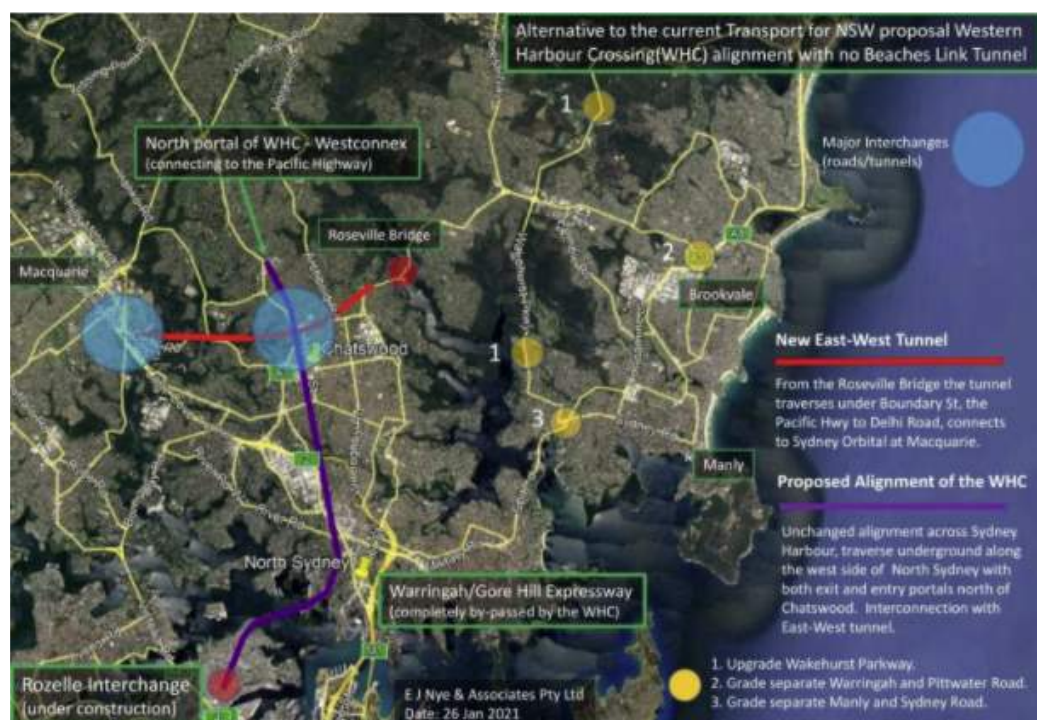 Alternative to the current Transport for NSW proposal Western
Harbour Crossing(WHC) alignment with no Beaches Link Tunnel
1
North portal of WHC - Westconnex
(connecting to the Pacific Highway)
Major Interchanges
(roads/tunnels)
Roseville Bridge
Macquarie
2
Brookvale
Chatswood
1
New East-West Tunnel
From the Roseville Bridge the tunnel
traverses under Boundary St, the
Pacific Hwy to Delhi Road, connects
to Sydney Orbital at Macquarie.
3
Manly
Proposed Alignment of the WHC
Unchanged alignment across Sydney
Harbour, traverse underground along
the west side of North Sydney with
both exit and entry portals north of
Chatswood. Interconnection with
East-West tunnel.
North Sydney
Warringah/Gore Hill Expressway
(completely by-passed by the WHC)
Rozelle Interchange
(under construction)
E J Nye & Associates Pty Ltd
Date: 26 Jan 2021
1. Upgrade Wakehurst Parkway.
2. Grade separate Warringah and Pittwater Road.
3. Grade separate Manly and Sydney Road.